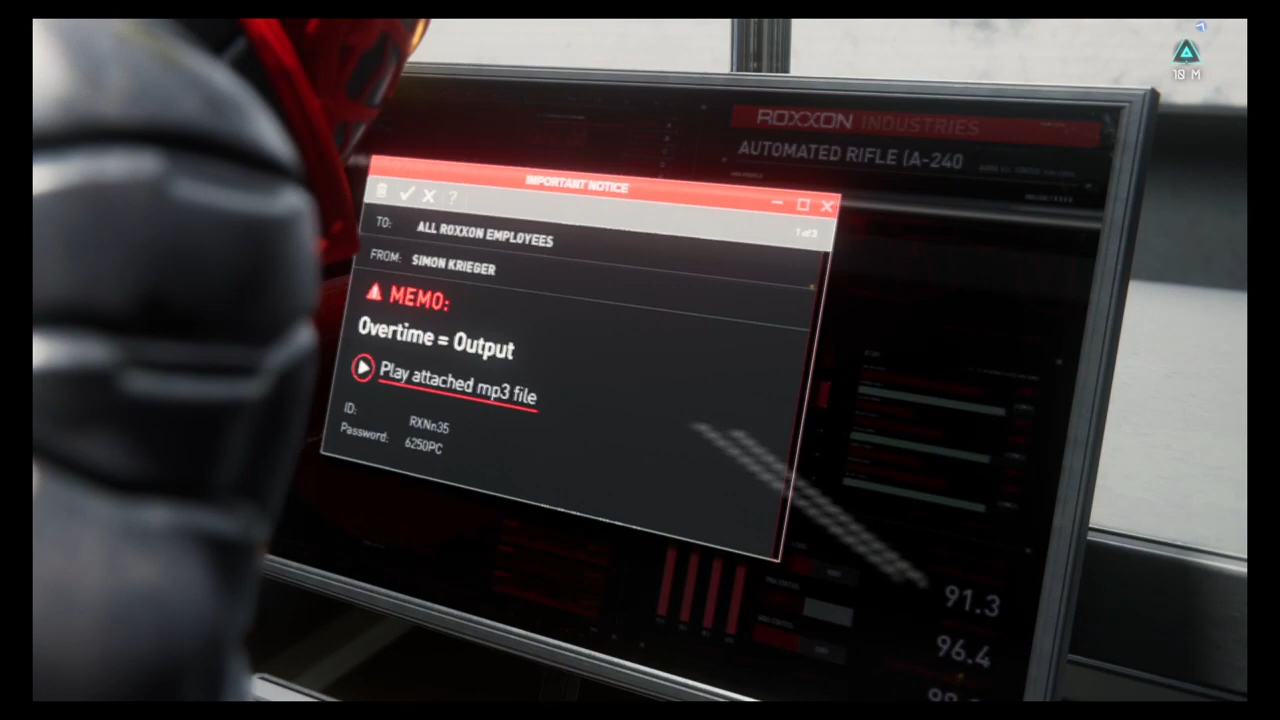 10 M
ROXXON INDUSTRIES
AUTOMATED RIFLE (A-240
IMPORTANT NOTICE
?
1 of 3
TO: ALL ROXXON EMPLOYEES
FROM: SIMON KRIEGER
MEMO:
Overtime = Output
Play attached mp3 file
ID: RXNn35
Password: 6250PC
91.3
96.4